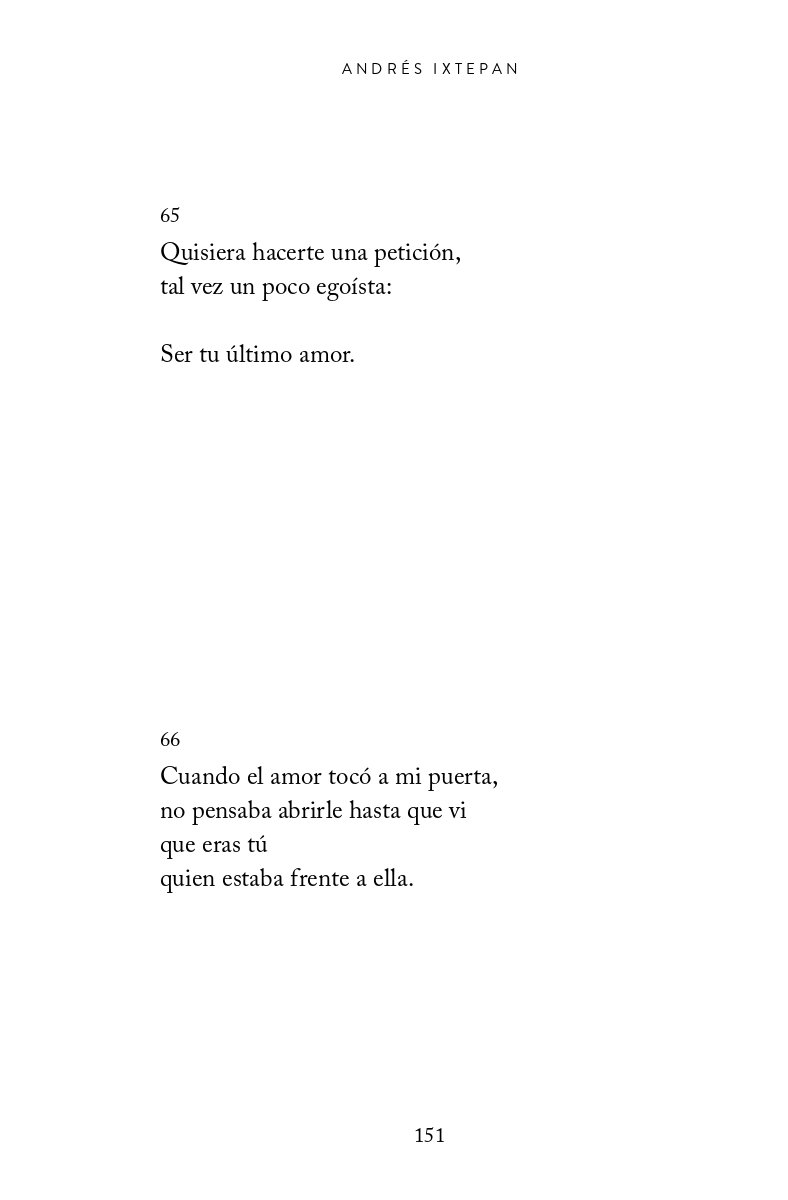 ANDRÉS IXTEPAN
65
Quisiera hacerte una petición,
tal vez un poco egoísta:
Ser tu último amor.
66
Cuando el amor tocó a mi puerta,
no pensaba abrirle hasta que vi
que eras tú
quien estaba frente a ella.
151